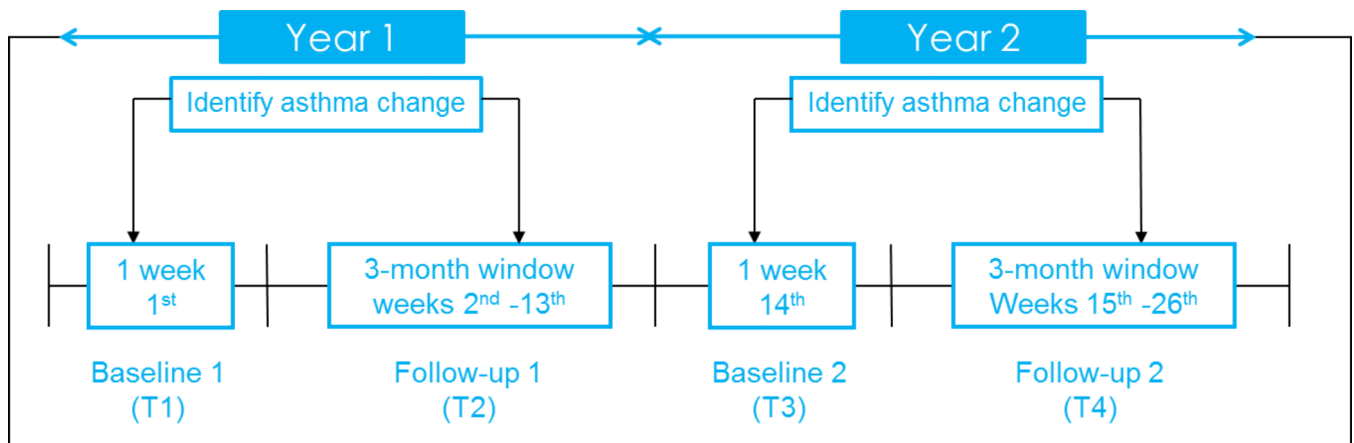 Year 1
Year 2
Identify asthma change
Identify asthma change
1 week
1st
3-month window
weeks 2nd -13th
1 week
14th
3-month window
Weeks 15th -26th
Baseline 1
(T1)
Follow-up 1
(T2)
Baseline 2
(T3)
Follow-up 2
(T4)